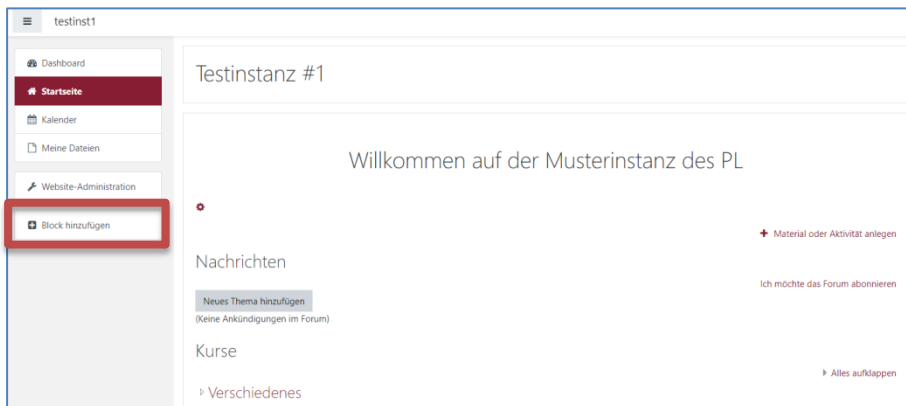 testinst1
Dashboard
Startseite
Kalender
Meine Dateien
Website-Administration
Block hinzufügen
Testinstanz #1
Willkommen auf der Musterinstanz des PL
Material oder Aktivität anlegen
Nachrichten
Ich möchte das Forum abonnieren
Neues Thema hinzufügen
(Keine Ankündigungen im Forum)
Kurse
Alles aufklappen
Verschiedenes